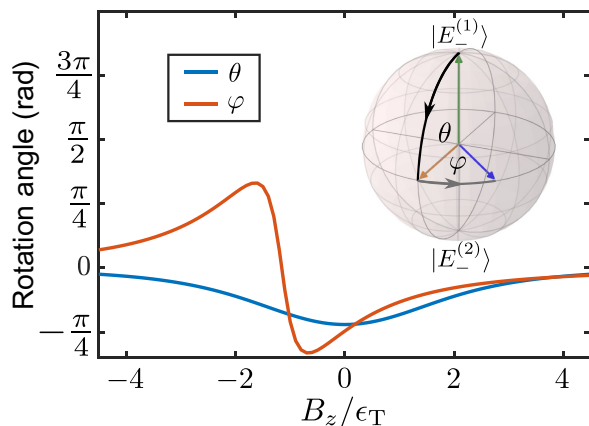 Rotation angle (rad)
3π/4
π/2
π/4
0
−π/4
θ
φ
|E_−^(1)⟩
θ
φ
|E_−^(2)⟩
−4 −2 0 2 4
B_z/ϵ_T